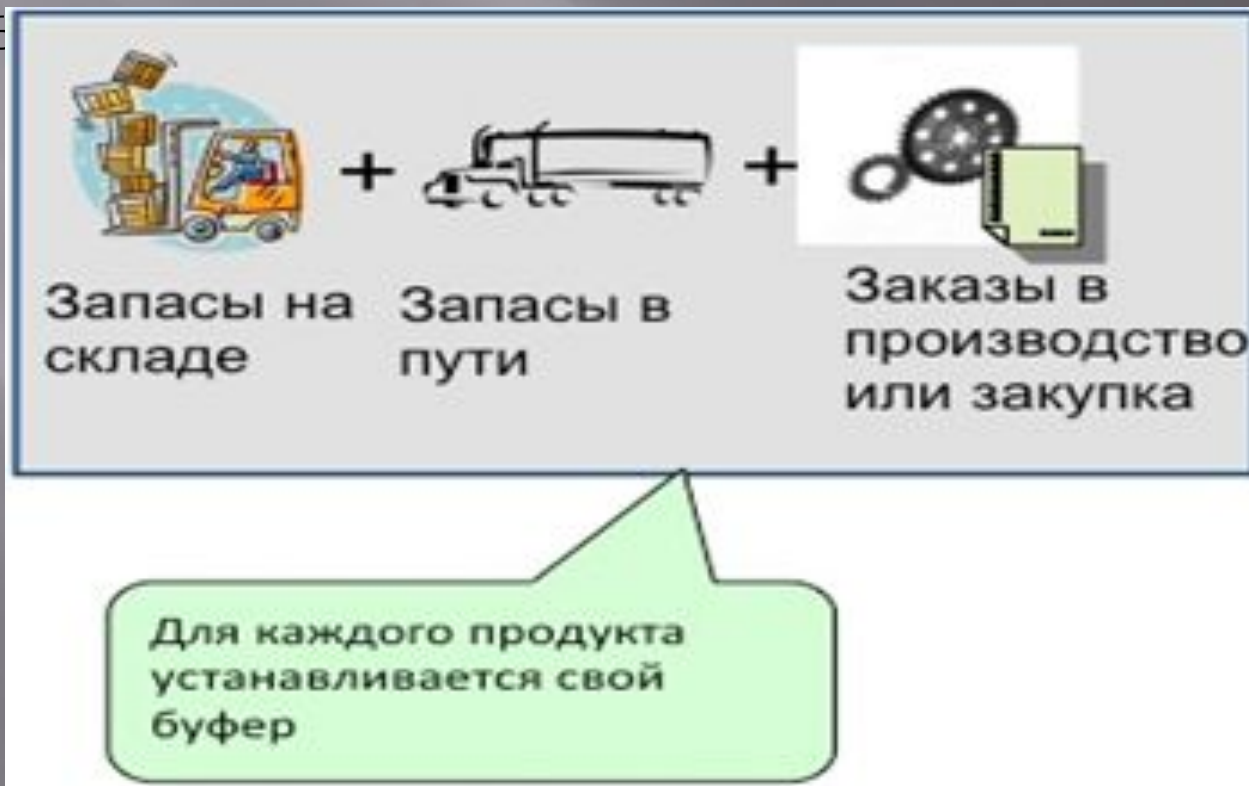 Запасы на
складе
+
Запасы в
пути
+
Заказы в
производство
или закупка
Для каждого продукта
устанавливается свой
буфер